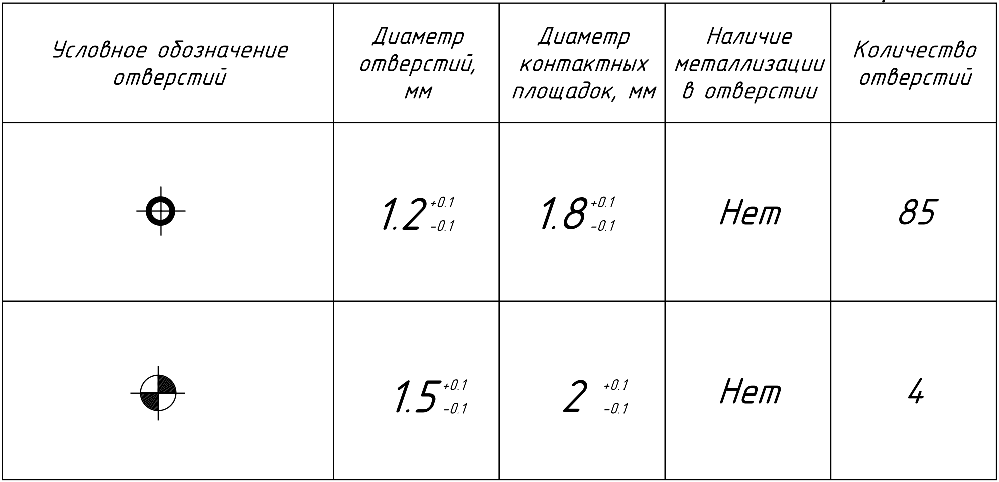 Условное обозначение
отверстий
Диаметр
отверстий,
мм
Диаметр
контактных
площадок, мм
Наличие
металлизации
в отверстии
Количество
отверстий
1.2 +0.1
-0.1
1.8 +0.1
-0.1
Нет
85
1.5 +0.1
-0.1
2 +0.1
-0.1
Нет
4